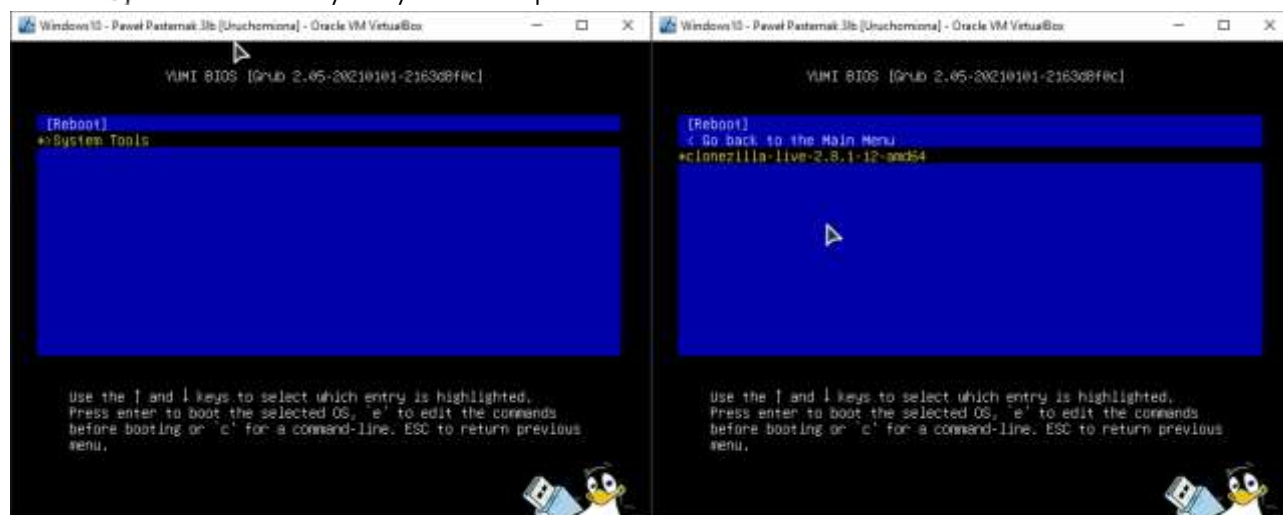 Windows10 - Paweł Pasternak 3lb [Uruchomiona] - Oracle VM VirtualBox
YUMI BIOS [Grub 2.05-20210101-2163d8f0c]
[Reboot]
*>System Tools
Use the ↑ and ↓ keys to select which entry is highlighted.
Press enter to boot the selected OS, `e' to edit the commands
before booting or `c' for a command-line. ESC to return previous
menu.
Windows10 - Paweł Pasternak 3lb [Uruchomiona] - Oracle VM VirtualBox
YUMI BIOS [Grub 2.05-20210101-2163d8f0c]
[Reboot]
< Go back to the Main Menu
*clonezilla-live-2.8.1-12-amd64
Use the ↑ and ↓ keys to select which entry is highlighted.
Press enter to boot the selected OS, `e' to edit the commands
before booting or `c' for a command-line. ESC to return previous
menu.